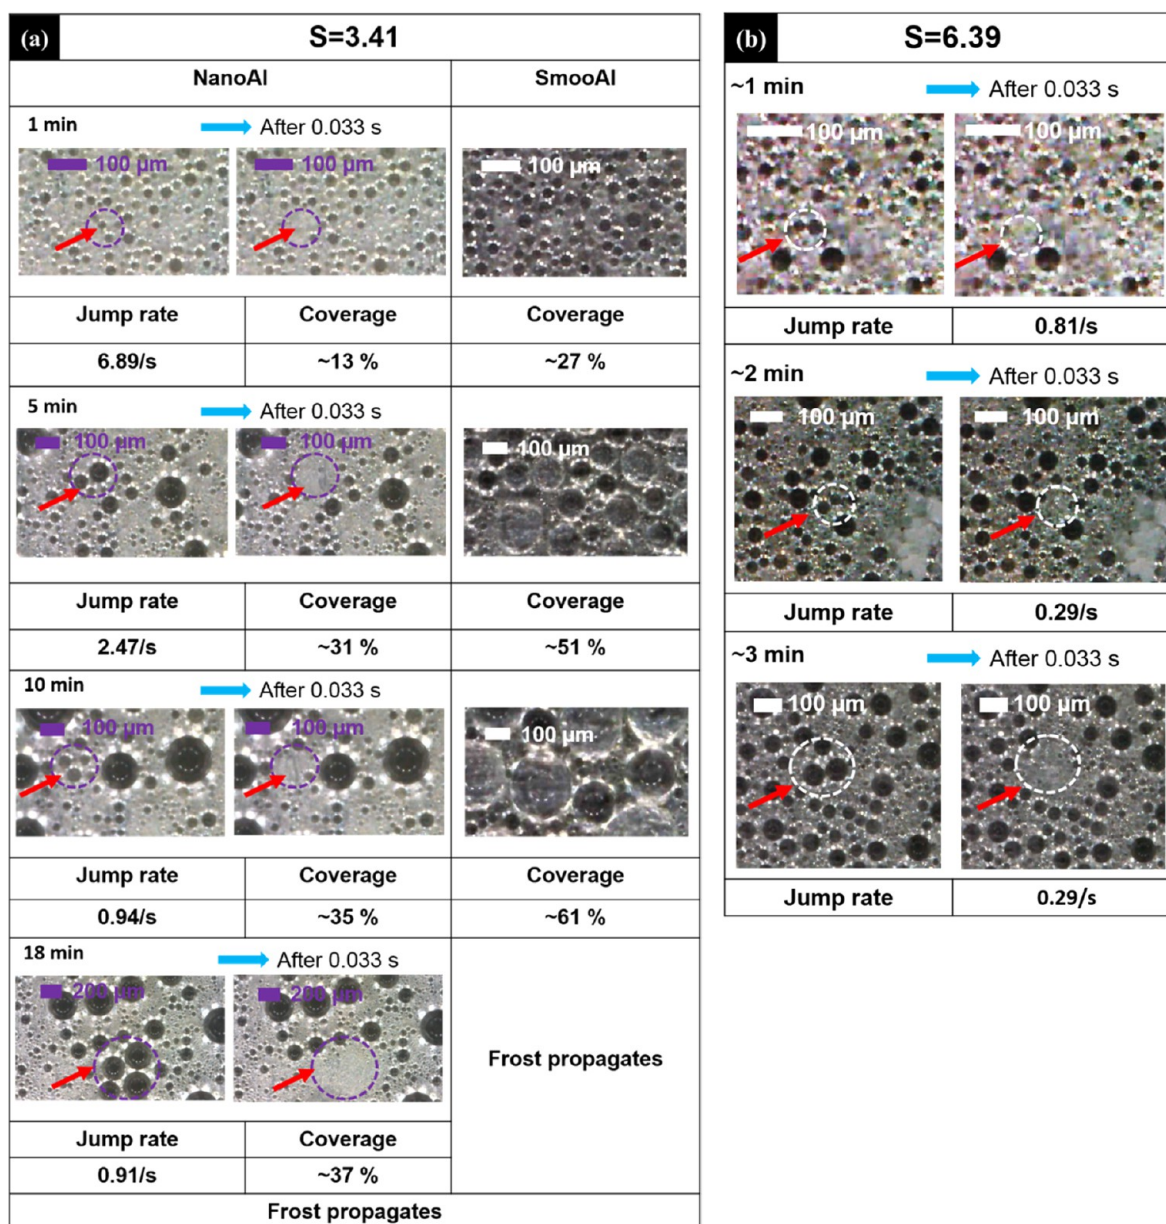 (a) S=3.41
NanoAl SmooAl
1 min After 0.033 s
100 µm 100 µm 100 µm
Jump rate Coverage Coverage
6.89/s ~13 % ~27 %
5 min After 0.033 s
100 µm 100 µm 100 µm
Jump rate Coverage Coverage
2.47/s ~31 % ~51 %
10 min After 0.033 s
100 µm 100 µm 100 µm
Jump rate Coverage Coverage
0.94/s ~35 % ~61 %
18 min After 0.033 s
200 µm 200 µm
Frost propagates
Jump rate Coverage
0.91/s ~37 %
Frost propagates
(b) S=6.39
~1 min After 0.033 s
100 µm 100 µm
Jump rate 0.81/s
~2 min After 0.033 s
100 µm 100 µm
Jump rate 0.29/s
~3 min After 0.033 s
100 µm 100 µm
Jump rate 0.29/s